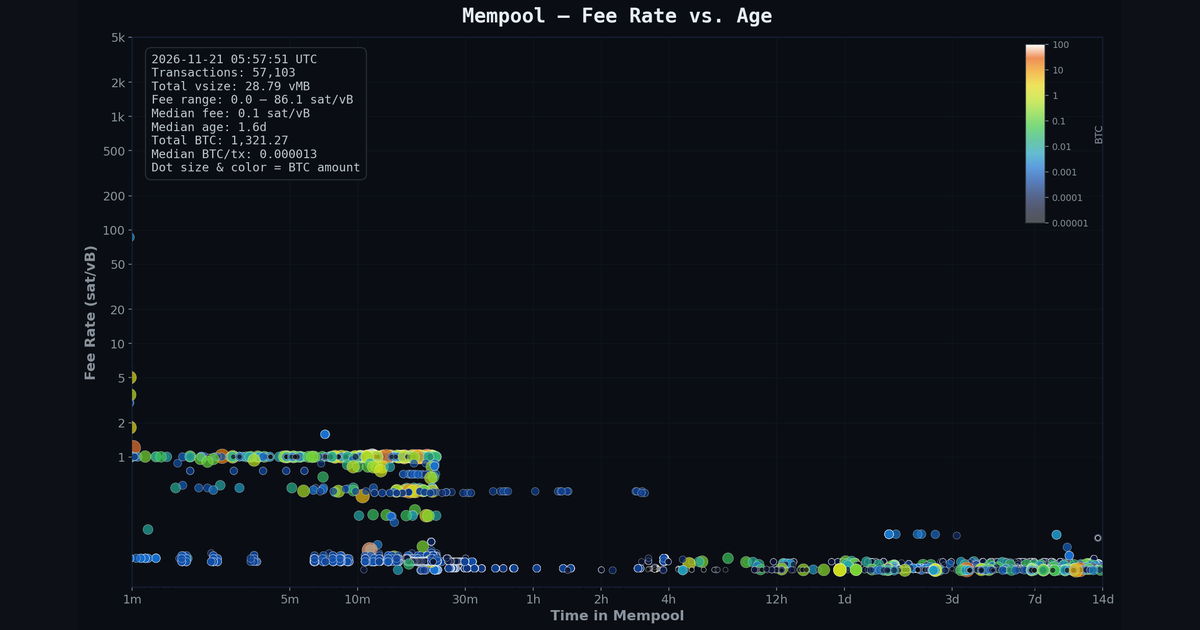 Mempool — Fee Rate vs. Age
2026-11-21 05:57:51 UTC
Transactions: 57,103
Total vsize: 28.79 vMB
Fee range: 0.0 – 86.1 sat/vB
Median fee: 0.1 sat/vB
Median age: 1.6d
Total BTC: 1,321.27
Median BTC/tx: 0.000013
Dot size & color = BTC amount
5k
2k
1k
500
200
100
50
20
10
5
2
1
Fee Rate (sat/vB)
100
10
1
0.1
0.01
0.001
0.0001
0.00001
BTC
1m 5m 10m 30m 1h 2h 4h 12h 1d 3d 7d 14d
Time in Mempool